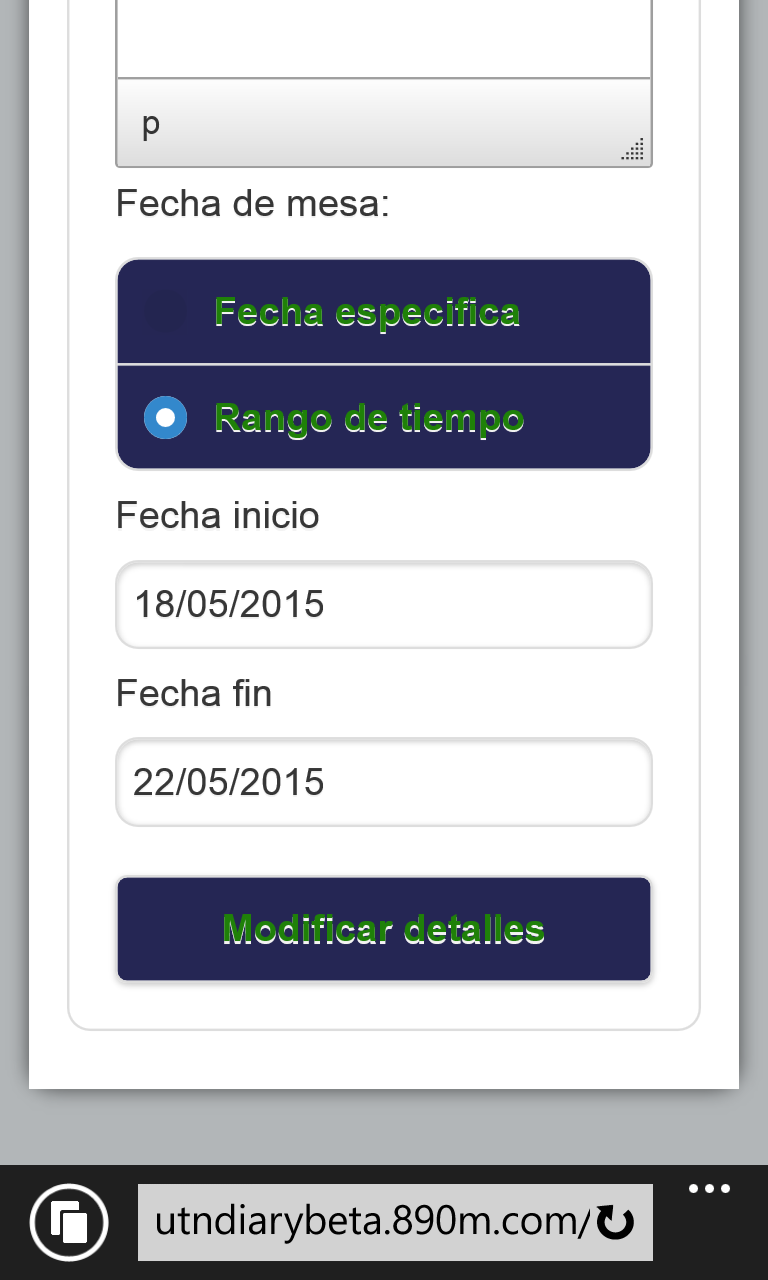 p
Fecha de mesa:
Fecha especifica
Rango de tiempo
Fecha inicio
18/05/2015
Fecha fin
22/05/2015
Modificar detalles
utndiarybeta.890m.com/